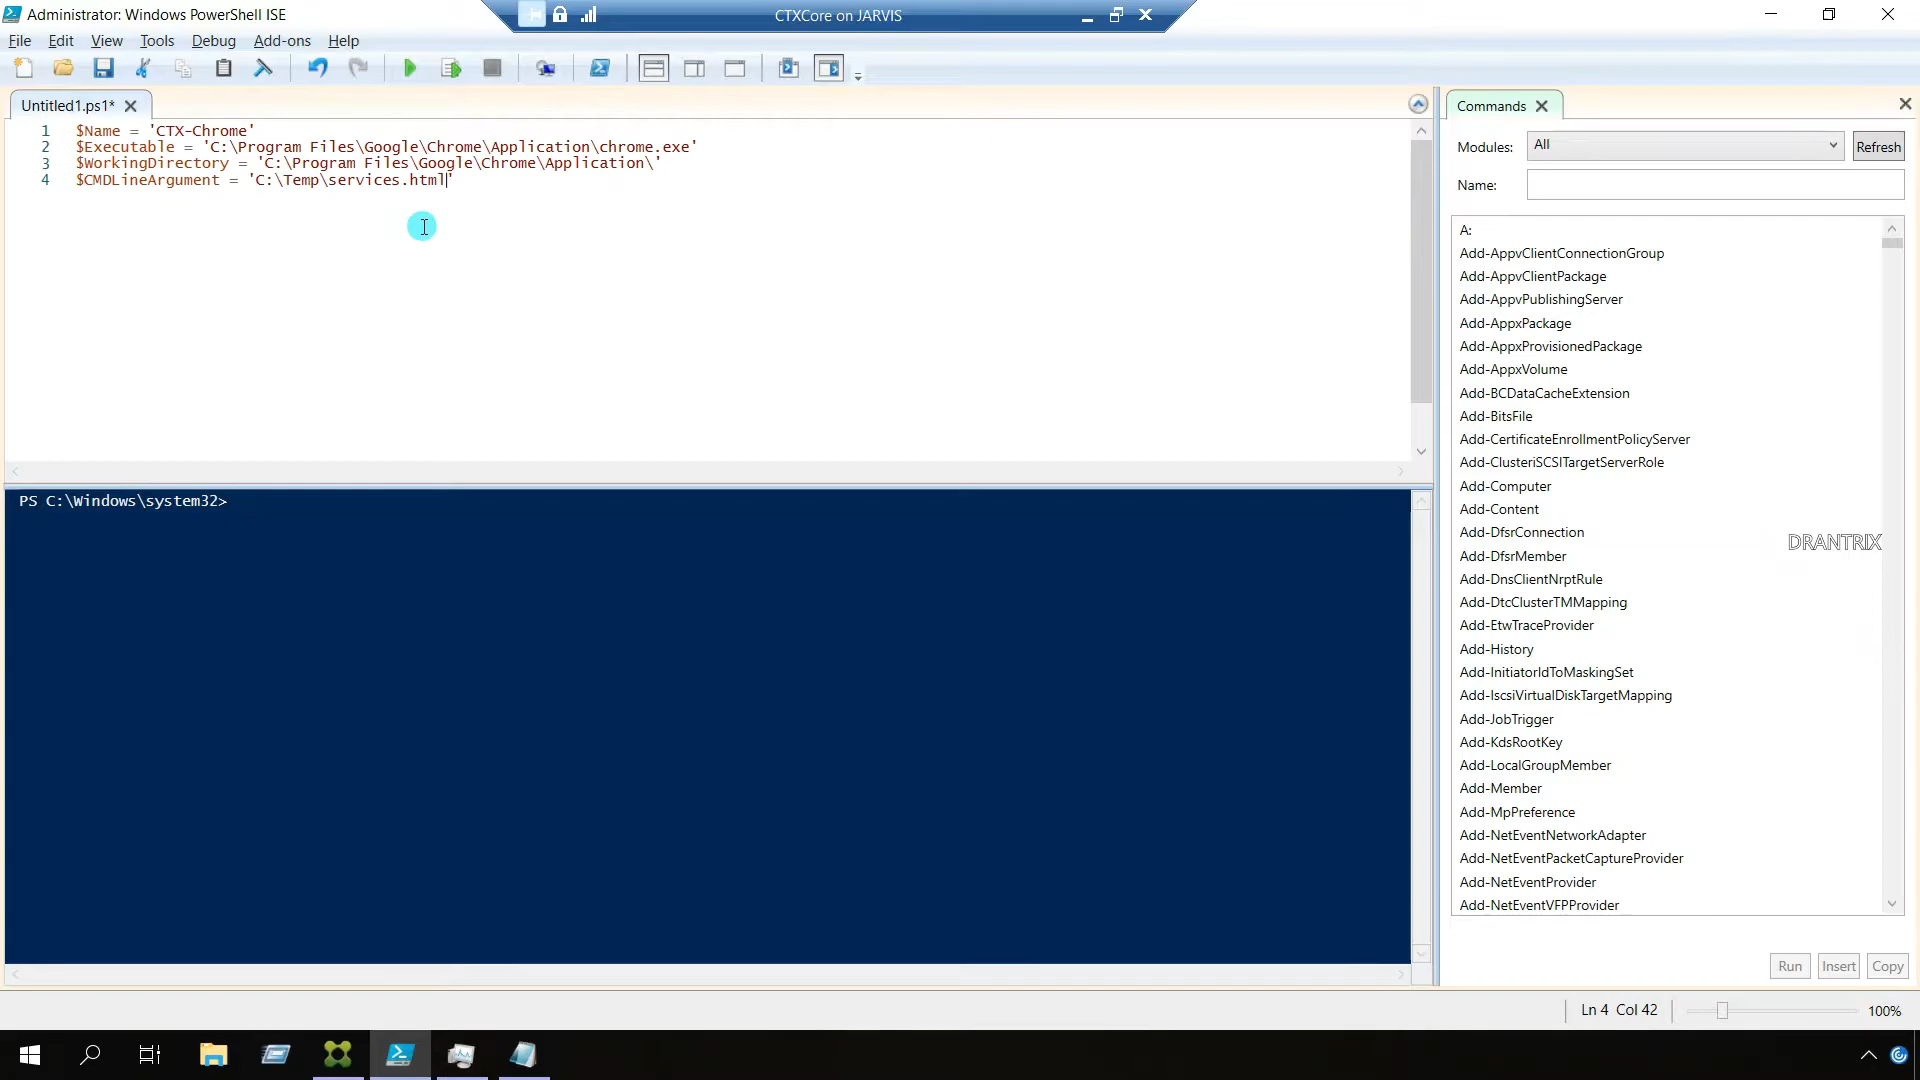 Administrator: Windows PowerShell ISE
CTXCore on JARVIS
File Edit View Tools Debug Add-ons Help
Untitled1.ps1*
1 $Name = 'CTX-Chrome'
2 $Executable = 'C:\Program Files\Google\Chrome\Application\chrome.exe'
3 $WorkingDirectory = 'C:\Program Files\Google\Chrome\Application\'
4 $CMDLineArgument = 'C:\Temp\services.html'
PS C:\Windows\system32>
Commands
Modules: All Refresh
Name:
A:
Add-AppvClientConnectionGroup
Add-AppvClientPackage
Add-AppvPublishingServer
Add-AppxPackage
Add-AppxProvisionedPackage
Add-AppxVolume
Add-BCDataCacheExtension
Add-BitsFile
Add-CertificateEnrollmentPolicyServer
Add-ClusteriSCSITargetServerRole
Add-Computer
Add-Content
Add-DfsrConnection
Add-DfsrMember
Add-DnsClientNrptRule
Add-DtcClusterTMMapping
Add-EtwTraceProvider
Add-History
Add-InitiatorIdToMaskingSet
Add-IscsiVirtualDiskTargetMapping
Add-JobTrigger
Add-KdsRootKey
Add-LocalGroupMember
Add-Member
Add-MpPreference
Add-NetEventNetworkAdapter
Add-NetEventPacketCaptureProvider
Add-NetEventProvider
Add-NetEventVFPProvider
DRANTRIX
Run Insert Copy
Ln 4 Col 42 100%